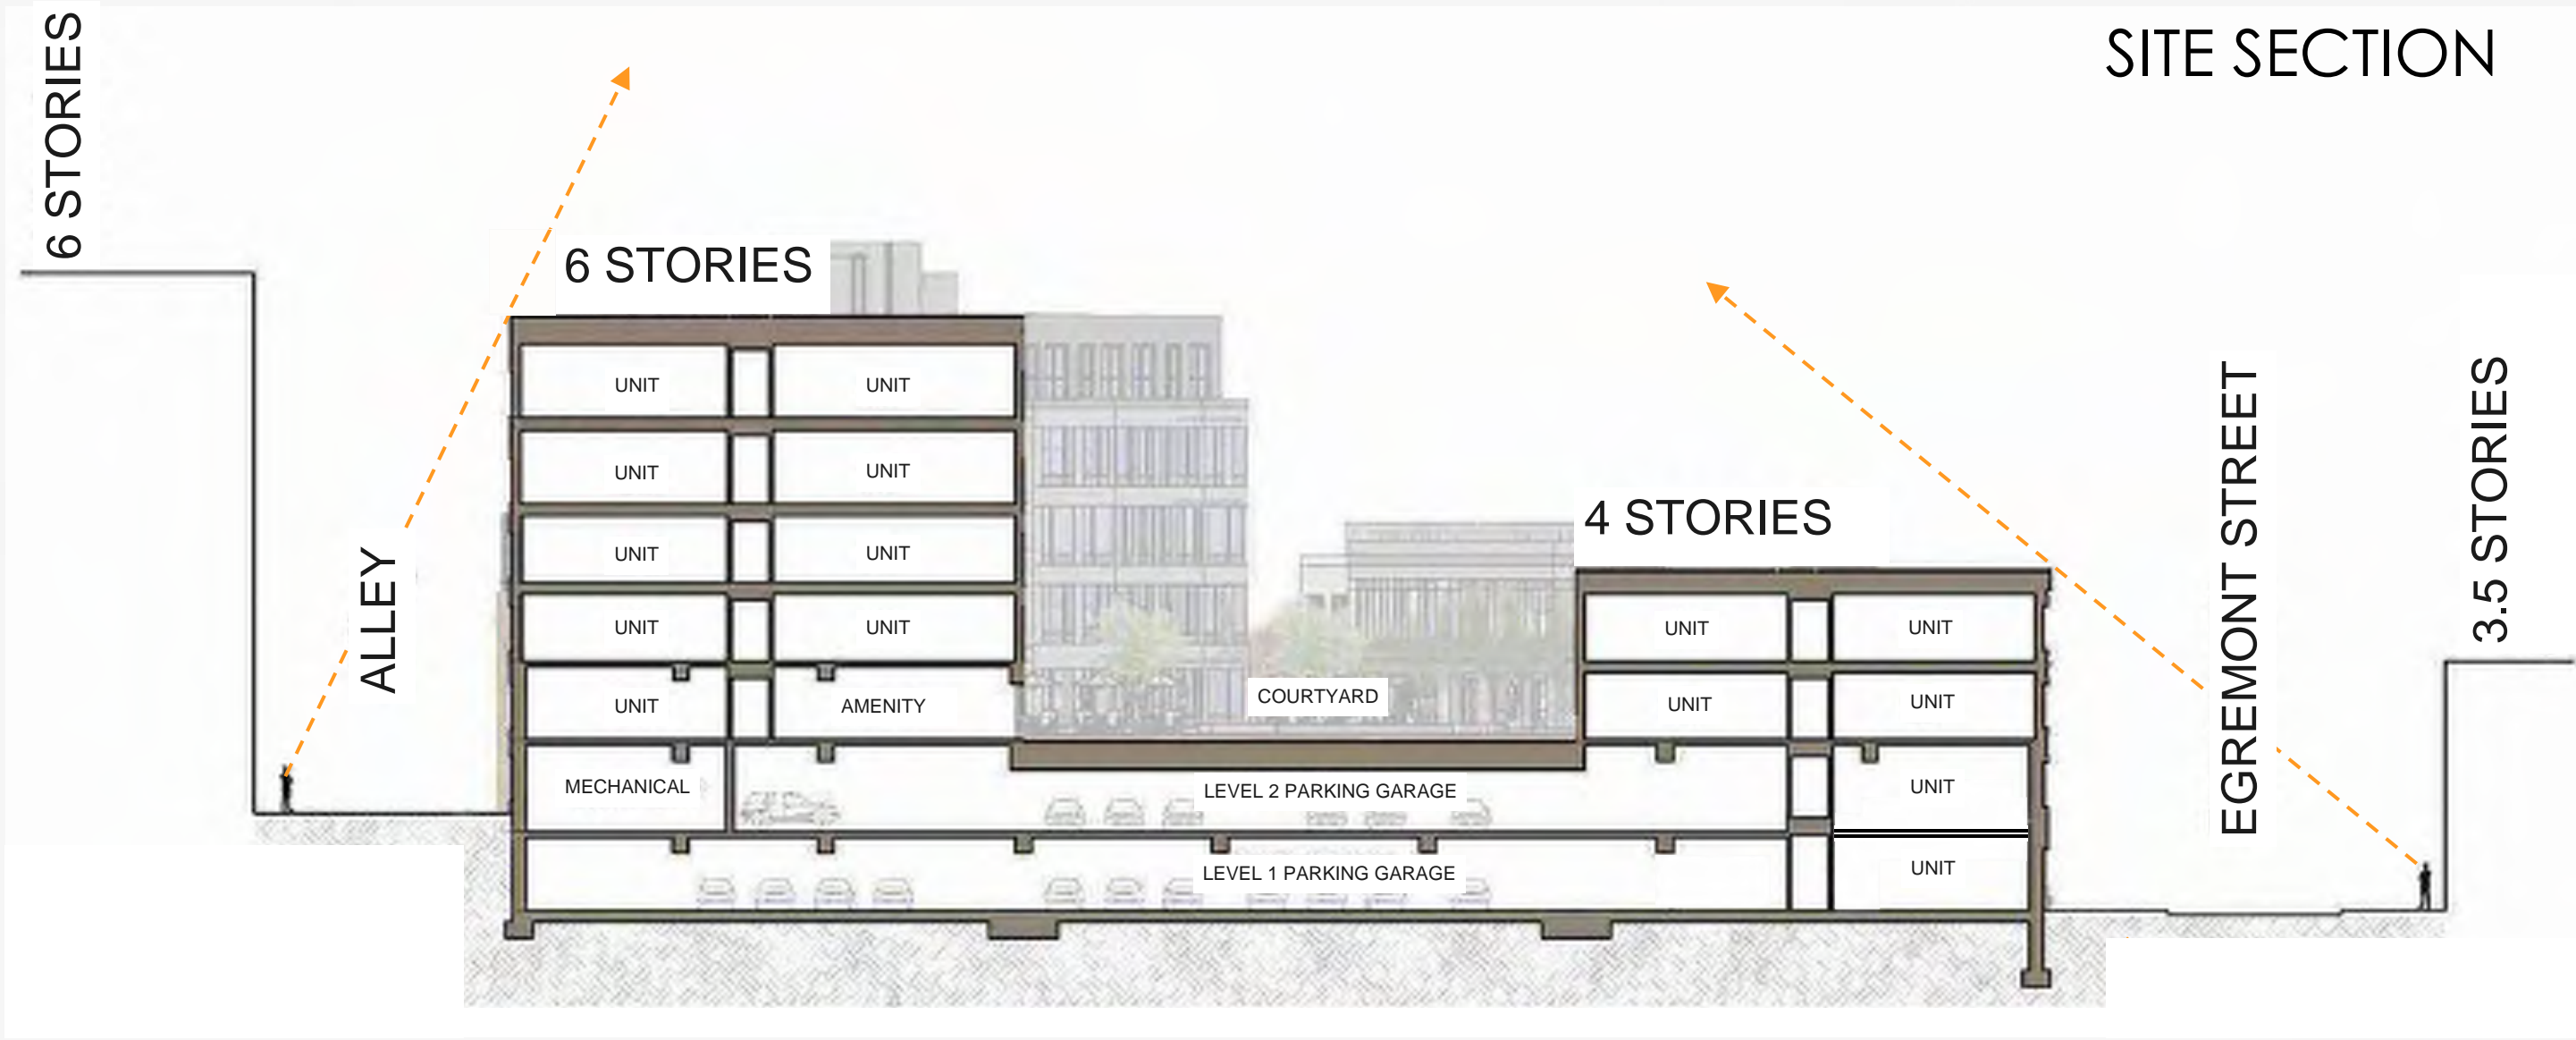 SITE SECTION
6 STORIES
6 STORIES
4 STORIES
3.5 STORIES
ALLEY
EGREMONT STREET
UNIT
UNIT
UNIT
UNIT
UNIT
UNIT
UNIT
UNIT
UNIT
UNIT
UNIT
AMENITY
COURTYARD
UNIT
UNIT
MECHANICAL
LEVEL 2 PARKING GARAGE
UNIT
LEVEL 1 PARKING GARAGE
UNIT